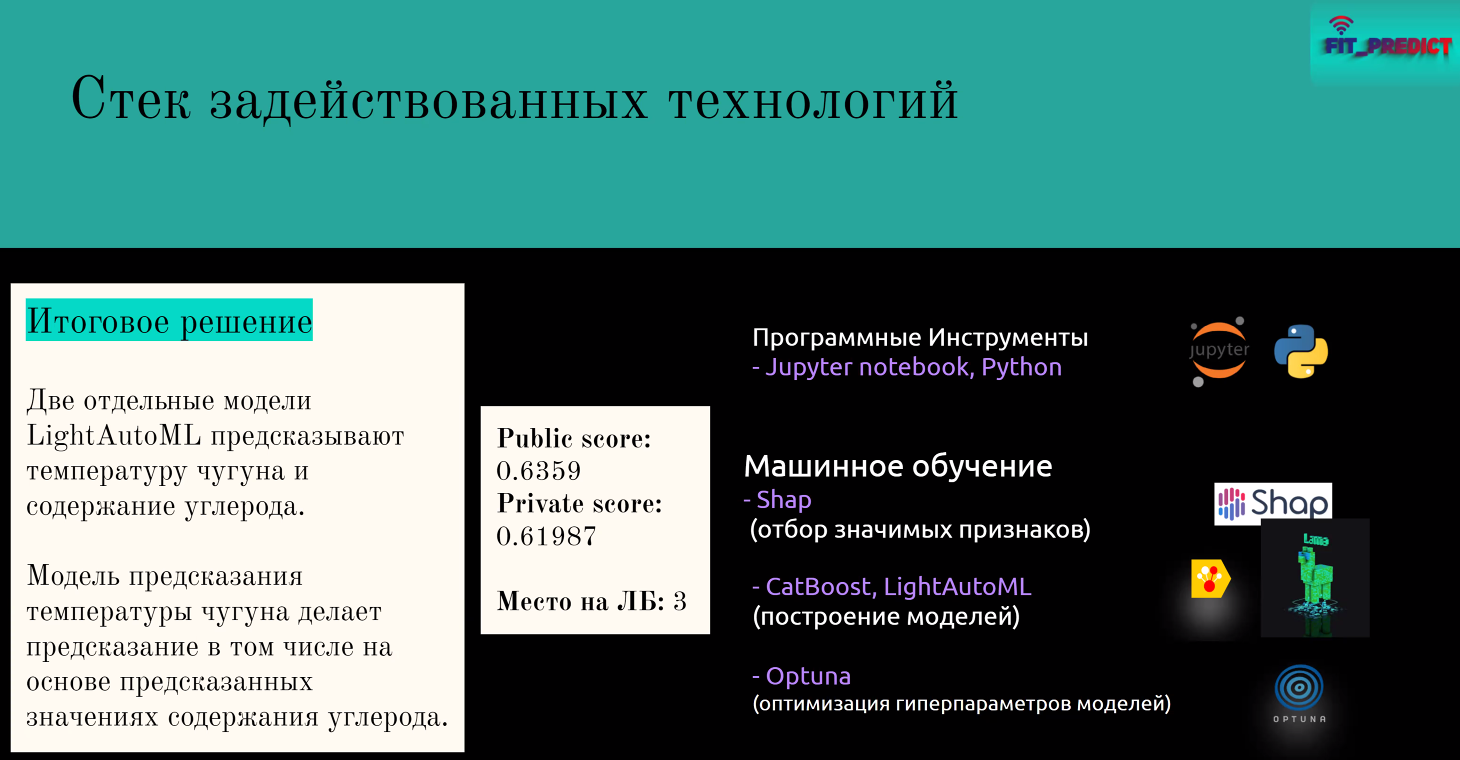 FIT_PREDICT
Стек задействованных технологий
Итоговое решение
Две отдельные модели
LightAutoML предсказывают
температуру чугуна и
содержание углерода.
Модель предсказания
температуры чугуна делает
предсказание в том числе на
основе предсказанных
значениях содержания углерода.
Public score:
0.6359
Private score:
0.61987
Место на ЛБ: 3
Программные Инструменты
- Jupyter notebook, Python
jupyter
Машинное обучение
- Shap
(отбор значимых признаков)
Shap
Lama
- CatBoost, LightAutoML
(построение моделей)
- Optuna
(оптимизация гиперпараметров моделей)
OPTUNA